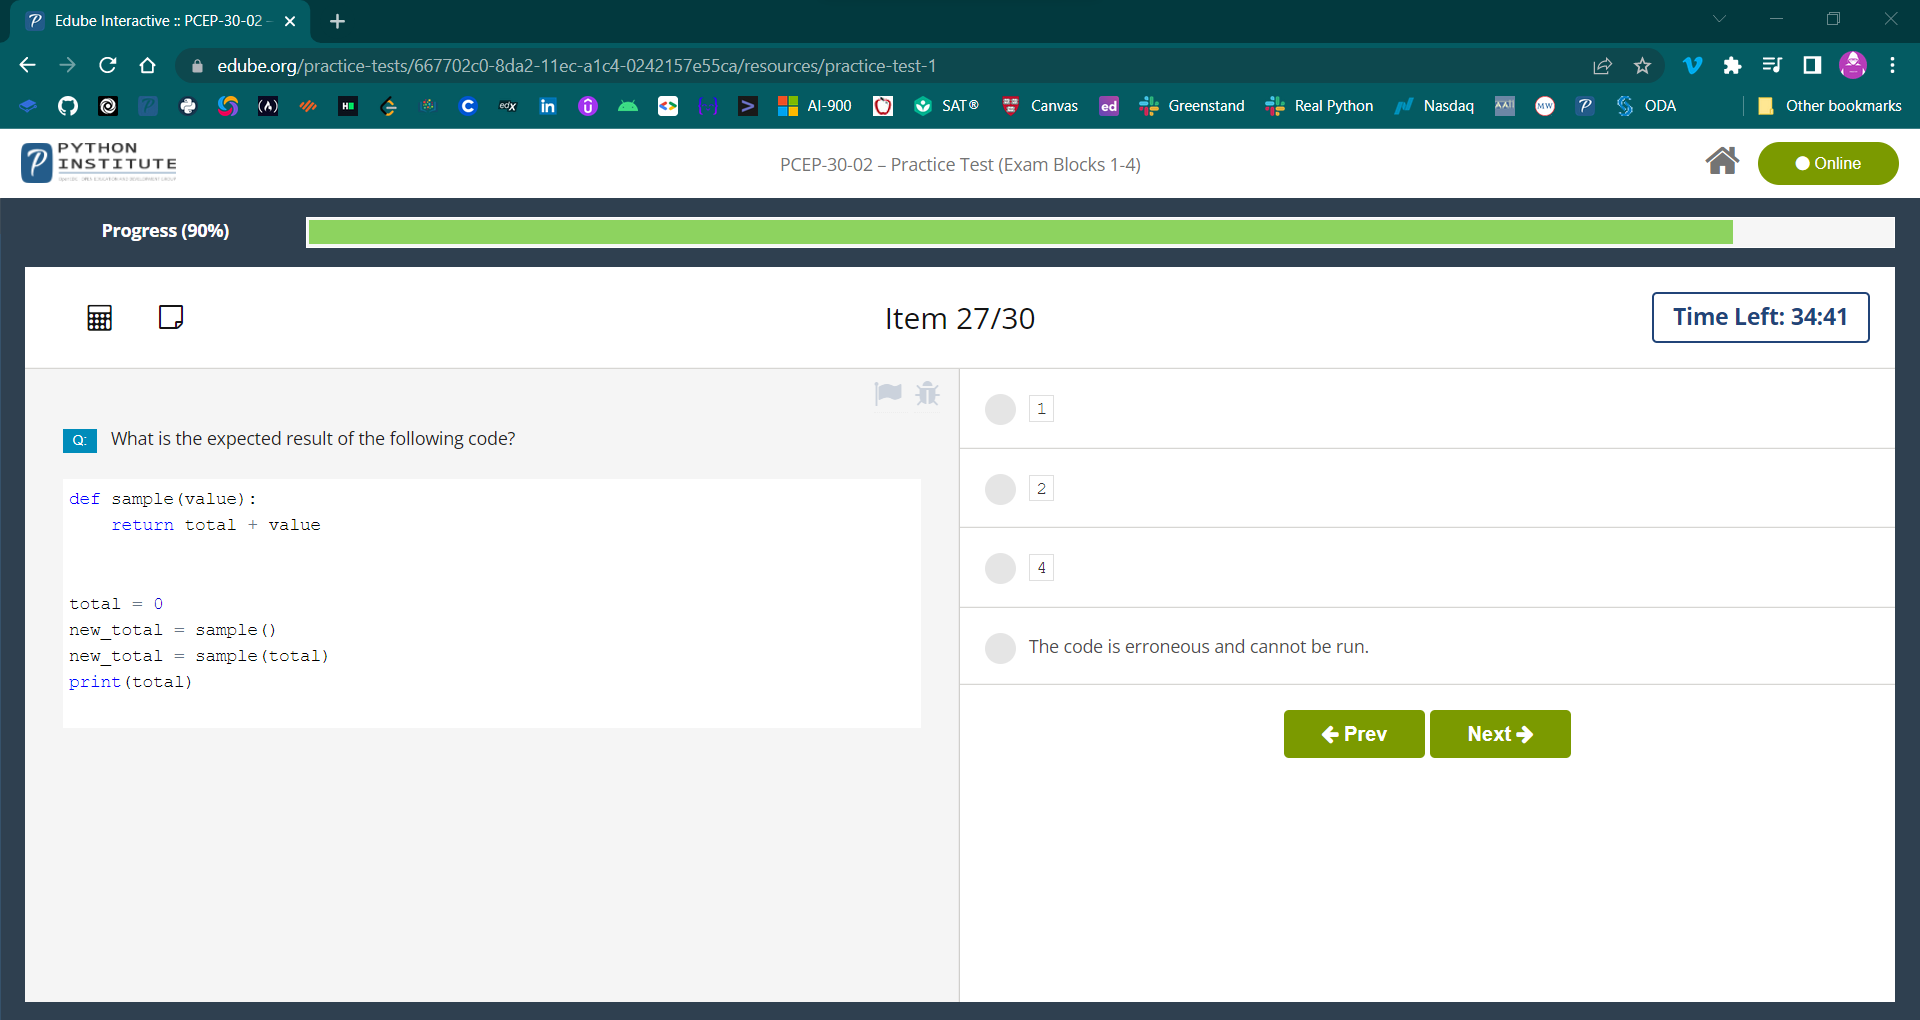 Edube Interactive :: PCEP-30-02 -
edube.org/practice-tests/667702c0-8da2-11ec-a1c4-0242157e55ca/resources/practice-test-1
AI-900
SAT®
Canvas
Greenstand
Real Python
Nasdaq
ODA
Other bookmarks
PYTHON
INSTITUTE
PCEP-30-02 – Practice Test (Exam Blocks 1-4)
Online
Progress (90%)
Item 27/30
Time Left: 34:41
Q: What is the expected result of the following code?
def sample(value):
    return total + value
total = 0
new_total = sample()
new_total = sample(total)
print(total)
1
2
4
The code is erroneous and cannot be run.
Prev
Next